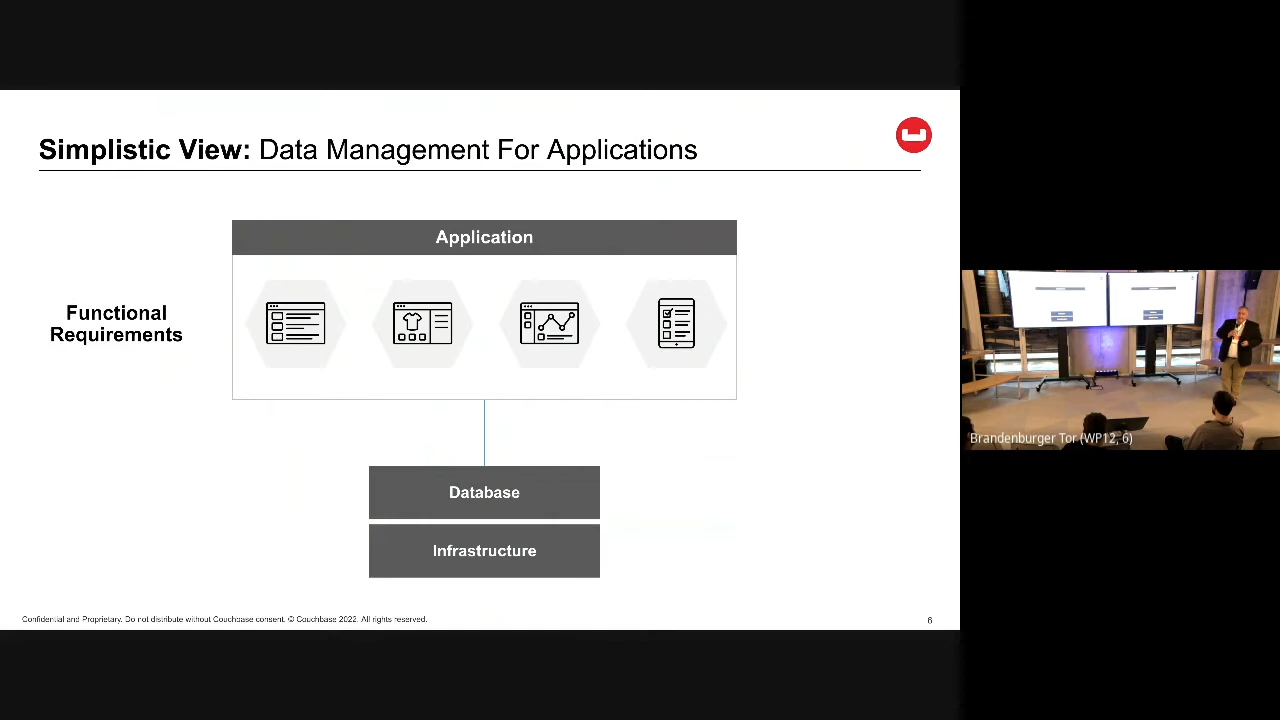 Simplistic View: Data Management For Applications
Application
Functional
Requirements
Database
Infrastructure
Confidential and Proprietary. Do not distribute without Couchbase consent. © Couchbase 2022. All rights reserved.
6
Brandenburger Tor (WP12, 6)